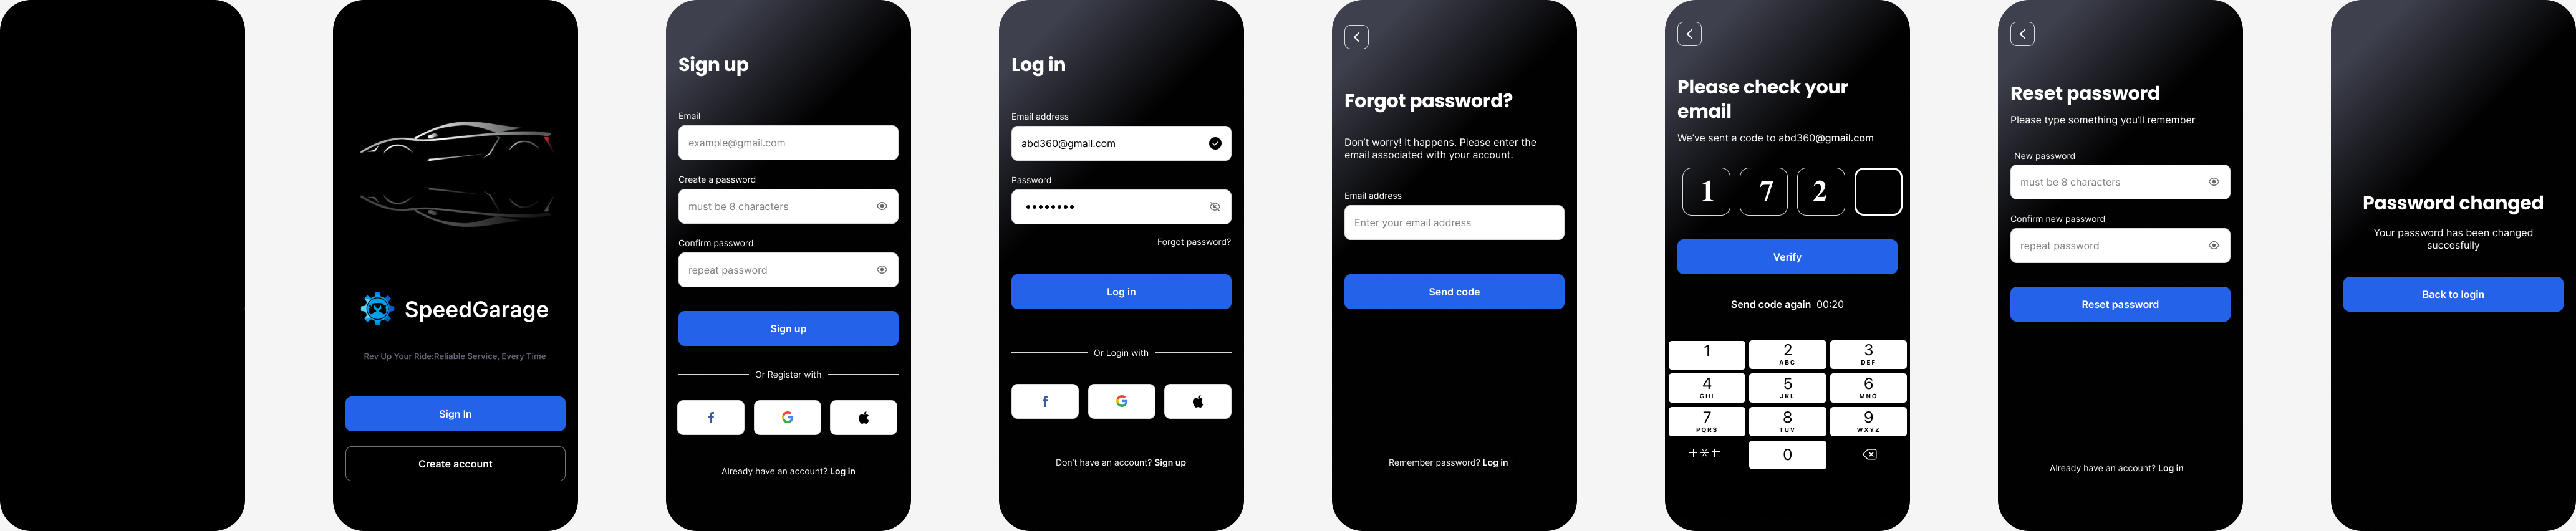 SpeedGarage
Rev Up Your Ride:Reliable Service, Every Time
Sign In
Create account
Sign up
Email
example@gmail.com
Create a password
must be 8 characters
Confirm password
repeat password
Sign up
Or Register with
f
G
Already have an account? Log in
Log in
Email address
abd360@gmail.com
Password
Forgot password?
Log in
Or Login with
f
G
Don't have an account? Sign up
Forgot password?
Don't worry! It happens. Please enter the
email associated with your account.
Email address
Enter your email address
Send code
Remember password? Log in
Please check your
email
We've sent a code to abd360@gmail.com
1 7 2
Verify
Send code again 00:20
1 2 3
ABC DEF
4 5 6
GHI JKL MNO
7 8 9
PQRS TUV WXYZ
+*# 0
Reset password
Please type something you'll remember
New password
must be 8 characters
Confirm new password
repeat password
Reset password
Already have an account? Log in
Password changed
Your password has been changed
succesfully
Back to login